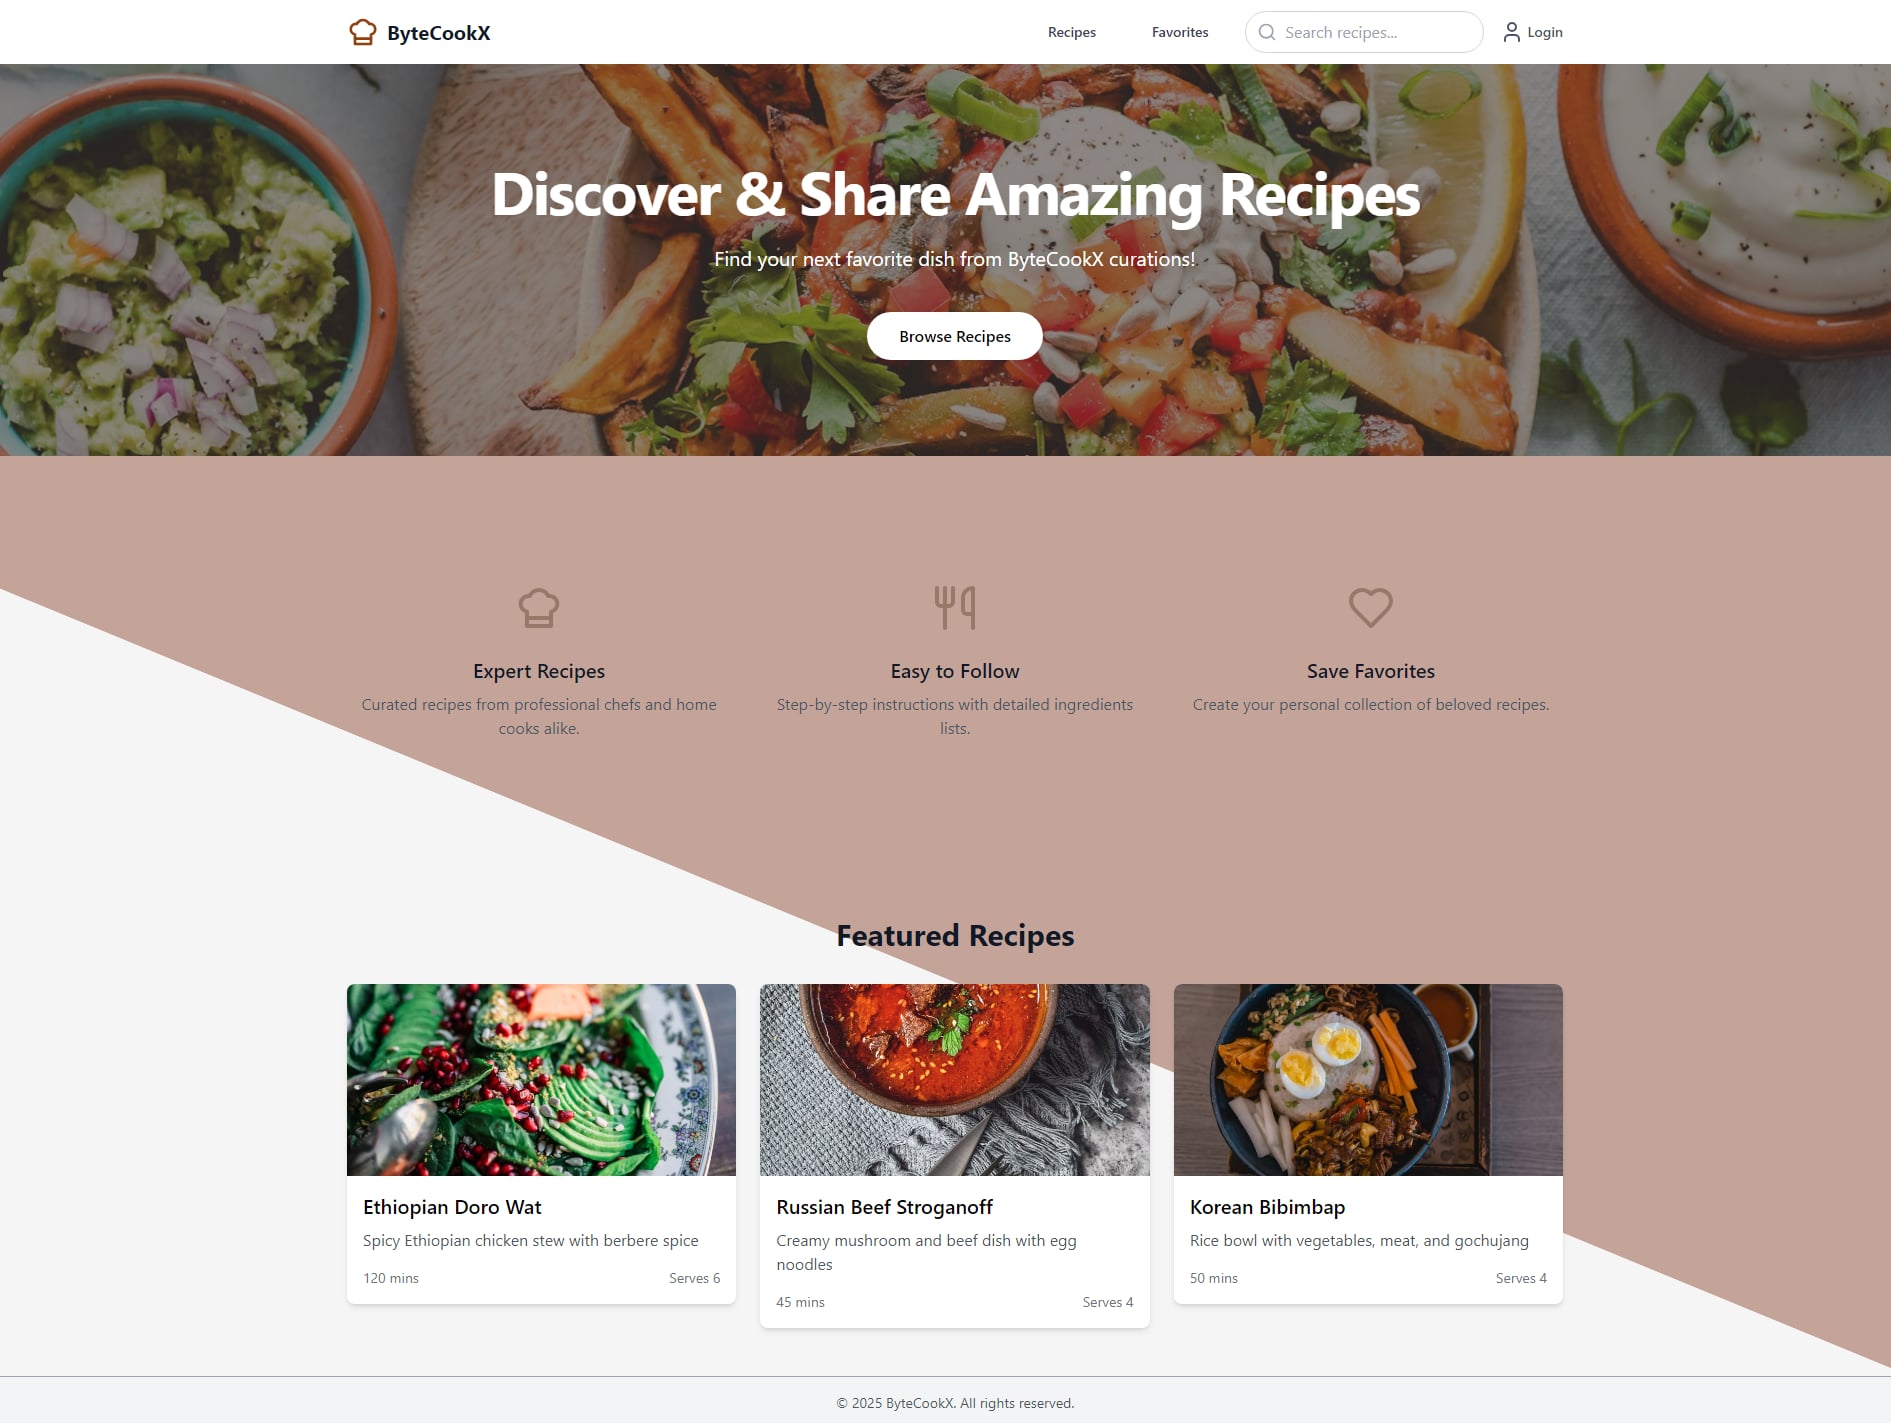 ByteCookX
Recipes
Favorites
Search recipes...
Login
Discover & Share Amazing Recipes
Find your next favorite dish from ByteCookX curations!
Browse Recipes
Expert Recipes
Curated recipes from professional chefs and home
cooks alike.
Easy to Follow
Step-by-step instructions with detailed ingredients
lists.
Save Favorites
Create your personal collection of beloved recipes.
Featured Recipes
Ethiopian Doro Wat
Spicy Ethiopian chicken stew with berbere spice
120 mins
Serves 6
Russian Beef Stroganoff
Creamy mushroom and beef dish with egg
noodles
45 mins
Serves 4
Korean Bibimbap
Rice bowl with vegetables, meat, and gochujang
50 mins
Serves 4
© 2025 ByteCookX. All rights reserved.